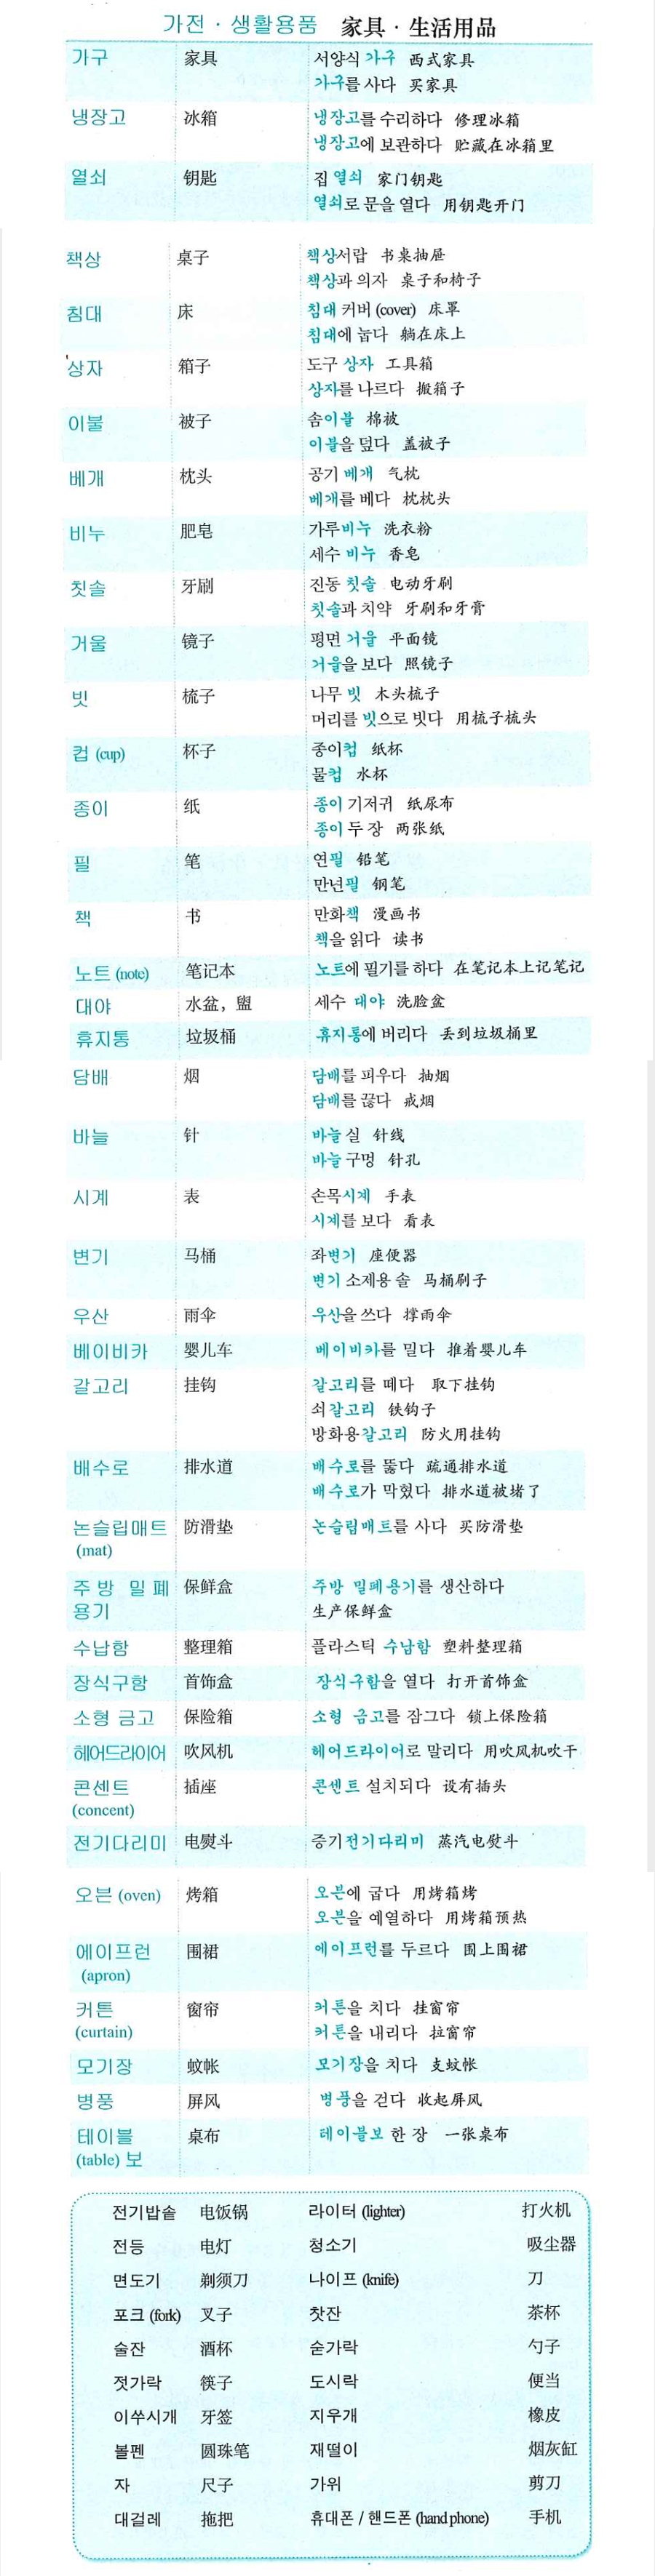 가전·생활용품 家具·生活用品
가구 家具 서양식 가구 西式家具
가구를 사다 买家具
냉장고 冰箱 냉장고를 수리하다 修理冰箱
냉장고에 보관하다 贮藏在冰箱里
열쇠 钥匙 집 열쇠 家门钥匙
열쇠로 문을 열다 用钥匙开门
책상 桌子 책상서랍 书桌抽屉
책상과 의자 桌子和椅子
침대 床 침대 커버 (cover) 床罩
침대에 눕다 躺在床上
상자 箱子 도구 상자 工具箱
상자를 나르다 搬箱子
이불 被子 솜이불 棉被
이불을 덮다 盖被子
베개 枕头 공기 베개 气枕
베개를 베다 枕枕头
비누 肥皂 가루비누 洗衣粉
세수 비누 香皂
칫솔 牙刷 진동 칫솔 电动牙刷
칫솔과 치약 牙刷和牙膏
거울 镜子 평면 거울 平面镜
거울을 보다 照镜子
빗 梳子 나무 빗 木头梳子
머리를 빗으로 빗다 用梳子梳头
컵 (cup) 杯子 종이컵 纸杯
물컵 水杯
종이 纸 종이 기저귀 纸尿布
종이 두 장 两张纸
필 笔 연필 铅笔
만년필 钢笔
책 书 만화책 漫画书
책을 읽다 读书
노트 (note) 笔记本 노트에 필기를 하다 在笔记本上记笔记
대야 水盆，盥 세수 대야 洗脸盆
휴지통 垃圾桶 휴지통에 버리다 丢到垃圾桶里
담배 烟 담배를 피우다 抽烟
담배를 끊다 戒烟
바늘 针 바늘 실 针线
바늘 구멍 针孔
시계 表 손목시계 手表
시계를 보다 看表
변기 马桶 좌변기 座便器
변기 소제용 솔 马桶刷子
우산 雨伞 우산을 쓰다 撑雨伞
베이비카 婴儿车 베이비카를 밀다 推着婴儿车
갈고리 挂钩 갈고리를 떼다 取下挂钩
쇠갈고리 铁钩子
방화용갈고리 防火用挂钩
배수로 排水道 배수로를 뚫다 疏通排水道
배수로가 막혔다 排水道被堵了
논슬립매트 防滑垫 논슬립매트를 사다 买防滑垫
(mat)
주방 밀폐 保鲜盒 주방 밀폐용기를 생산하다
용기 生产保鲜盒
수납함 整理箱 플라스틱 수납함 塑料整理箱
장식구함 首饰盒 장식구함을 열다 打开首饰盒
소형 금고 保险箱 소형 금고를 잠그다 锁上保险箱
헤어드라이어 吹风机 헤어드라이어로 말리다 用吹风机吹干
콘센트 插座 콘센트 설치되다 设有插头
(concent)
전기다리미 电熨斗 증기전기다리미 蒸汽电熨斗
오븐 (oven) 烤箱 오븐에 굽다 用烤箱烤
오븐을 예열하다 用烤箱预热
에이프런 围裙 에이프런를 두르다 围上围裙
(apron)
커튼 窗帘 커튼을 치다 挂窗帘
(curtain) 커튼을 내리다 拉窗帘
모기장 蚊帐 모기장을 치다 支蚊帐
병풍 屏风 병풍을 걷다 收起屏风
테이블 桌布 테이블보 한 장 一张桌布
(table) 보
전기밥솥 电饭锅 라이터 (lighter) 打火机
전등 电灯 청소기 吸尘器
면도기 剃须刀 나이프 (knife) 刀
포크 (fork) 叉子 찻잔 茶杯
술잔 酒杯 숟가락 勺子
젓가락 筷子 도시락 便当
이쑤시개 牙签 지우개 橡皮
볼펜 圆珠笔 재떨이 烟灰缸
자 尺子 가위 剪刀
대걸레 拖把 휴대폰 / 핸드폰 (hand phone) 手机